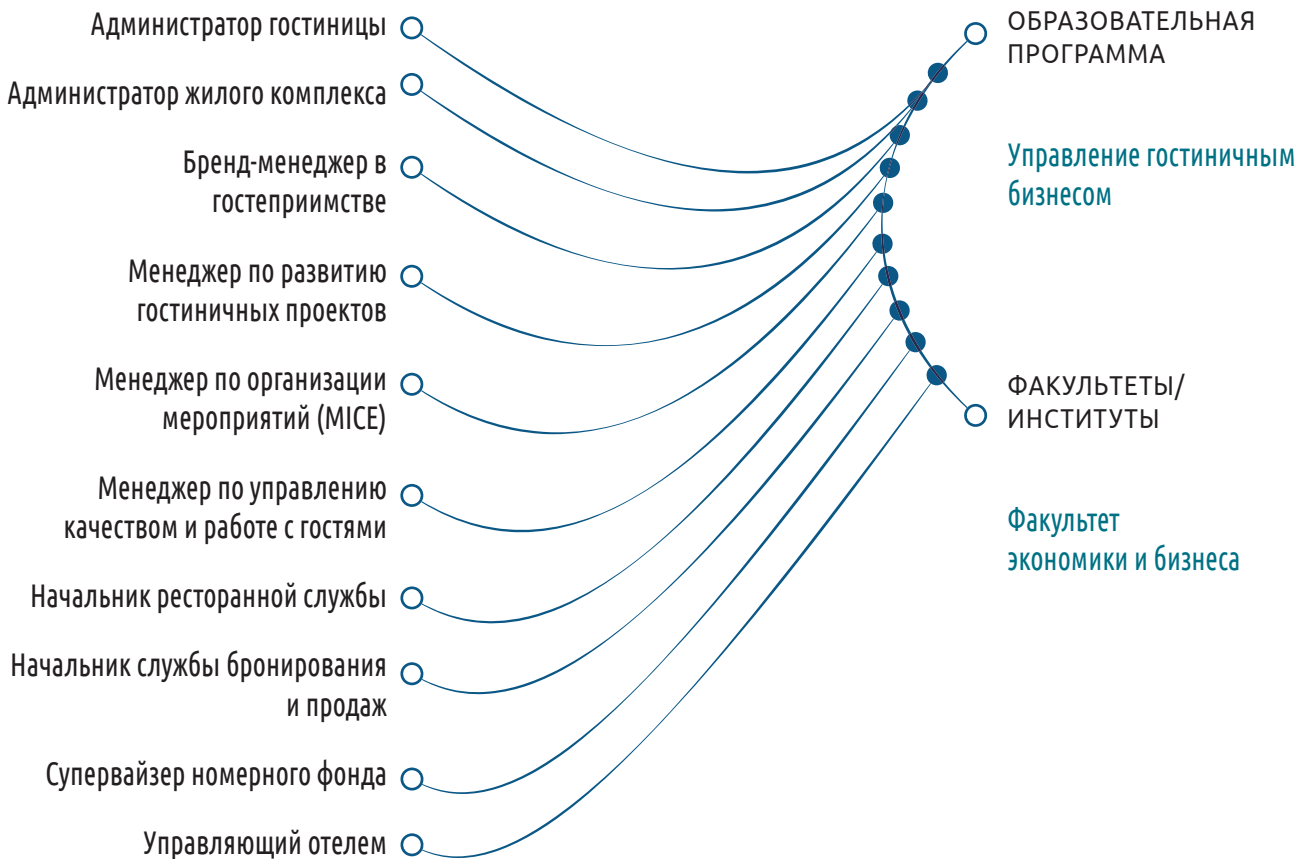 Администратор гостиницы
Администратор жилого комплекса
Бренд-менеджер в
гостеприимстве
Менеджер по развитию
гостиничных проектов
Менеджер по организации
мероприятий (MICE)
Менеджер по управлению
качеством и работе с гостями
Начальник ресторанной службы
Начальник службы бронирования
и продаж
Супервайзер номерного фонда
Управляющий отелем
ОБРАЗОВАТЕЛЬНАЯ
ПРОГРАММА
Управление гостиничным
бизнесом
ФАКУЛЬТЕТЫ/
ИНСТИТУТЫ
Факультет
экономики и бизнеса